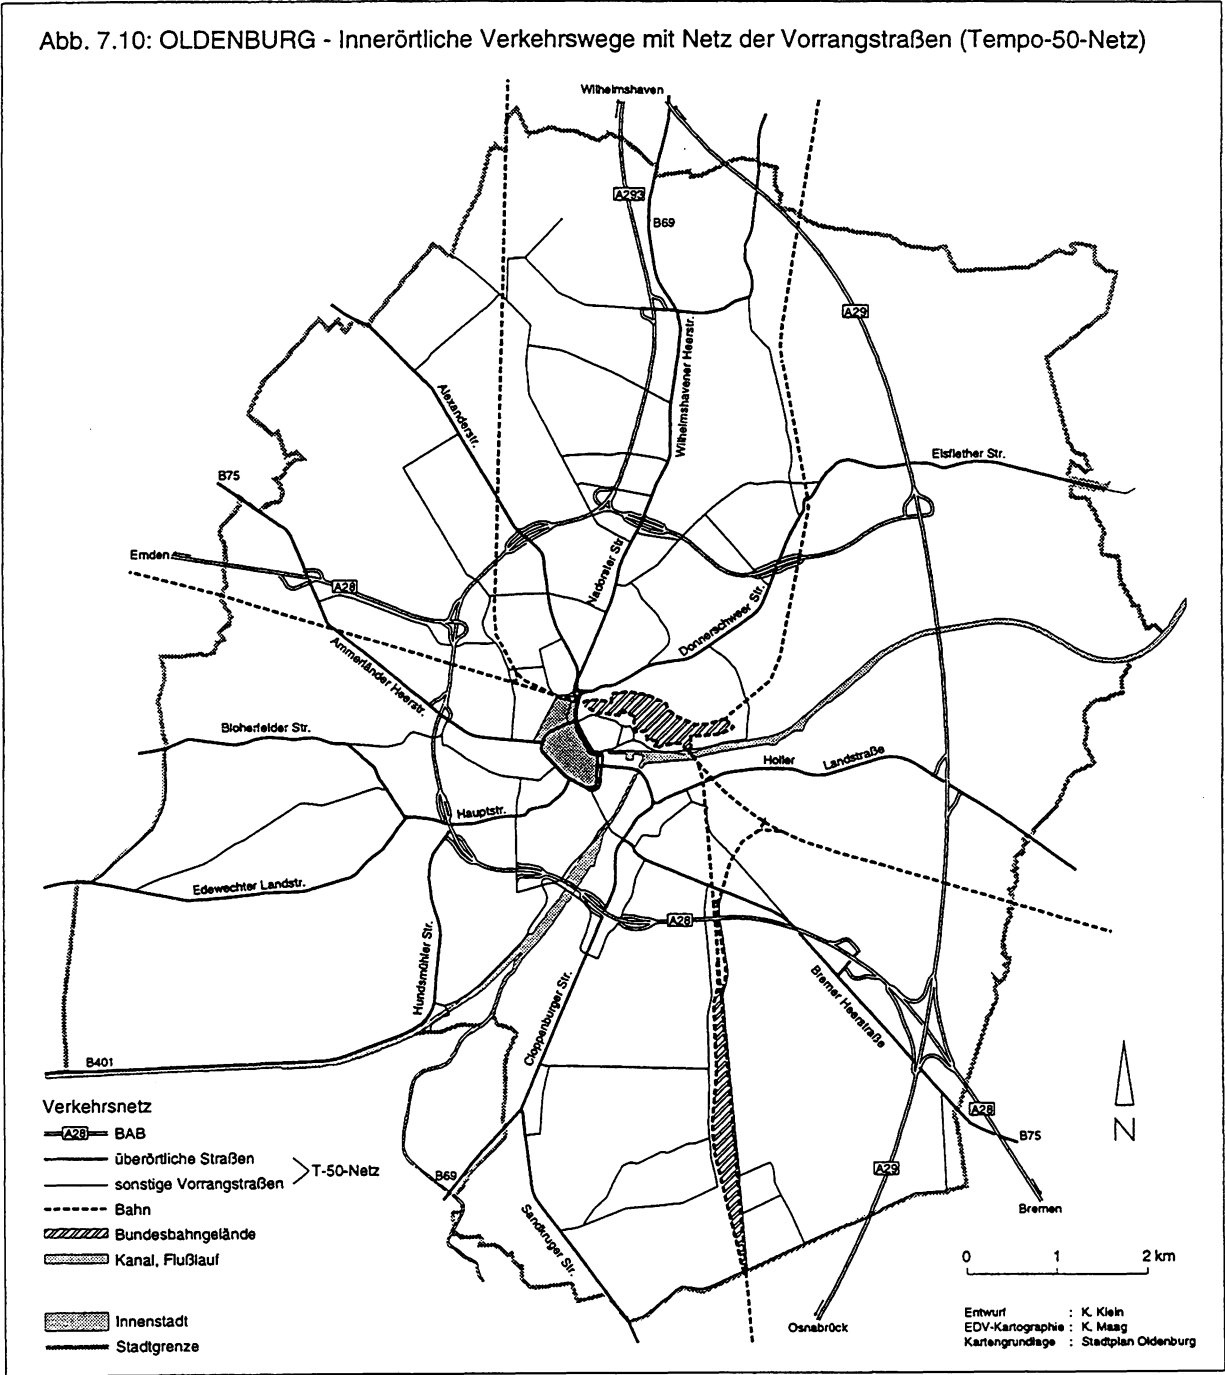 Abb. 7.10: OLDENBURG - Innerörtliche Verkehrswege mit Netz der Vorrangstraßen (Tempo-50-Netz)
Wilhelmshaven
A293
B69
A29
Wilhelmshavener Heerstr.
Alexanderstr.
Elsflether Str.
B75
Emden
A28
Nadorster Str.
Donnerschweer Str.
Ammerländer Heerstr.
Bloherfelder Str.
Holler Landstraße
Hauptstr.
Edewechter Landstr.
A28
Hundsmühler Str.
Cloppenburger Str.
Bremer Heerstraße
B401
A28
B75
B69
A29
Bremen
Sandkruger Str.
Osnabrück
N
Verkehrsnetz
A28 BAB
überörtliche Straßen
T-50-Netz
sonstige Vorrangstraßen
Bahn
Bundesbahngelände
Kanal, Flußlauf
Innenstadt
Stadtgrenze
0 1 2 km
Entwurf : K. Klein
EDV-Kartographie : K. Maag
Kartengrundlage : Stadtplan Oldenburg